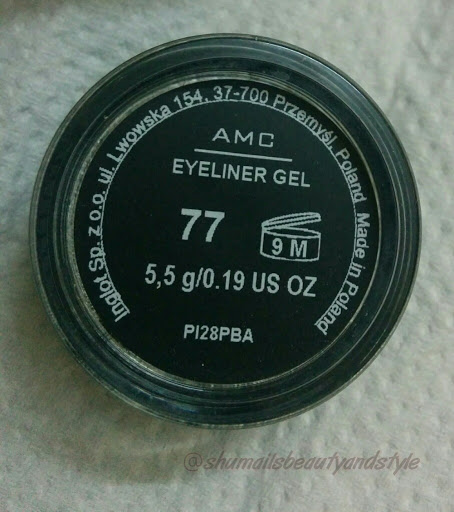 Inglot Sp. z o.o. ul. Lwowska 154, 37-700 Przemyśl, Poland Made in Poland
AMC
EYELINER GEL
77
9 M
5,5 g/0.19 US OZ
PI28PBA
@shumailsbeautyandstyle